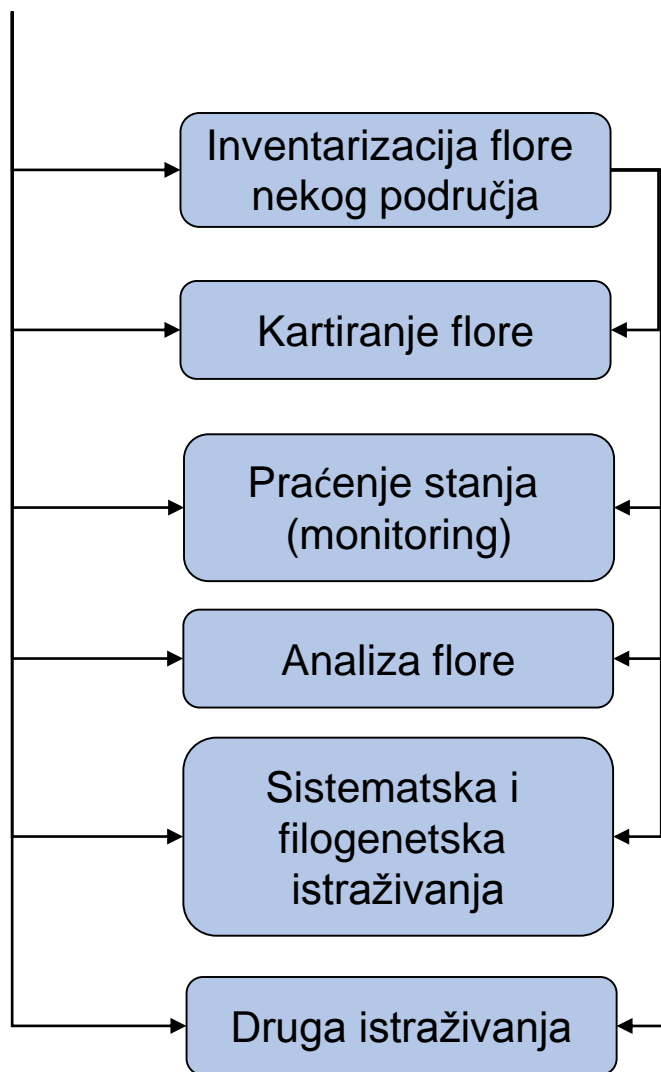 Inventarizacija flore
nekog područja
Kartiranje flore
Praćenje stanja
(monitoring)
Analiza flore
Sistematska i
filogenetska
istraživanja
Druga istraživanja